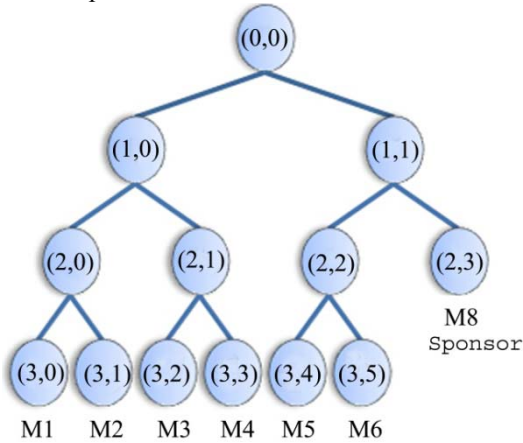 (0,0)
(1,0) (1,1)
(2,0) (2,1) (2,2) (2,3)
M8
Sponsor
(3,0) (3,1) (3,2) (3,3) (3,4) (3,5)
M1 M2 M3 M4 M5 M6